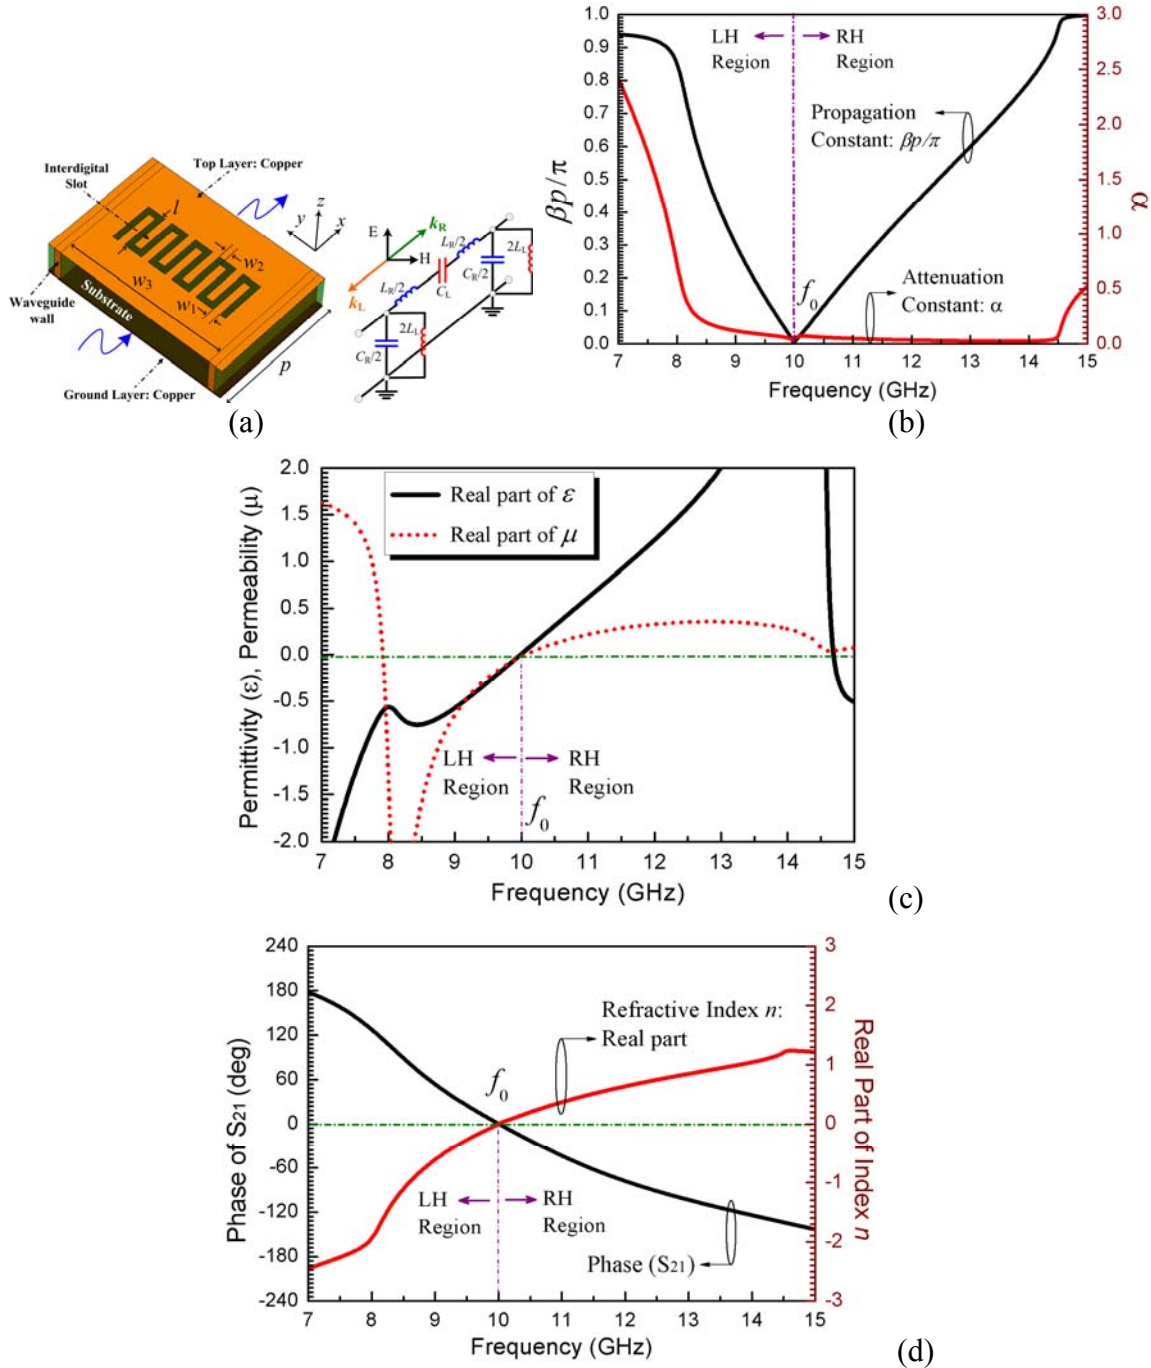 Top Layer: Copper
Interdigital
Slot
l
w2
w3
w1
Waveguide
wall
Substrate
p
Ground Layer: Copper
z
y
x
E
H
kR
kL
LR/2
CL
LR/2
CR/2
2LL
CR/2
2LL
(a)
1.0
0.9
0.8
0.7
0.6
0.5
0.4
0.3
0.2
0.1
0.0
βp/π
LH
Region
RH
Region
Propagation
Constant: βp/π
Attenuation
Constant: α
f0
3.0
2.5
2.0
1.5
1.0
0.5
0.0
α
7 8 9 10 11 12 13 14 15
Frequency (GHz)
(b)
2.0
1.5
1.0
0.5
0.0
-0.5
-1.0
-1.5
-2.0
Permittivity (ε), Permeability (μ)
Real part of ε
Real part of μ
LH
Region
RH
Region
f0
7 8 9 10 11 12 13 14 15
Frequency (GHz)
(c)
240
180
120
60
0
-60
-120
-180
-240
Phase of S21 (deg)
Refractive Index n:
Real part
f0
LH
Region
RH
Region
Phase (S21)
3
2
1
0
-1
-2
-3
Real Part of Index n
7 8 9 10 11 12 13 14 15
Frequency (GHz)
(d)